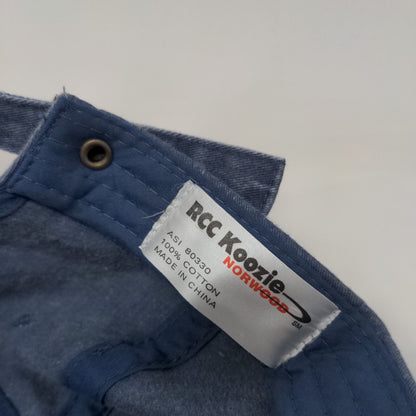 RCC Koozie
NORWOOD
ASI 80330
100% COTTON
MADE IN CHINA